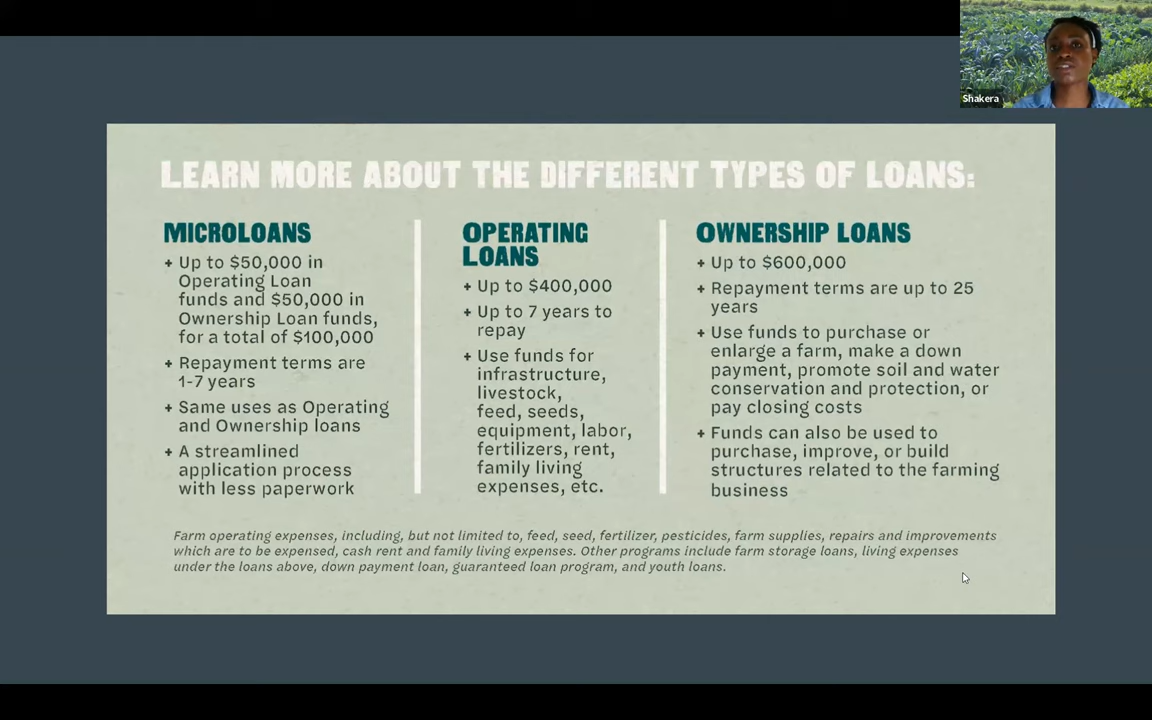 Shakera
LEARN MORE ABOUT THE DIFFERENT TYPES OF LOANS:
MICROLOANS
+ Up to $50,000 in
Operating Loan
funds and $50,000 in
Ownership Loan funds,
for a total of $100,000
+ Repayment terms are
1-7 years
+ Same uses as Operating
and Ownership loans
+ A streamlined
application process
with less paperwork
OPERATING
LOANS
+ Up to $400,000
+ Up to 7 years to
repay
+ Use funds for
infrastructure,
livestock,
feed, seeds,
equipment, labor,
fertilizers, rent,
family living
expenses, etc.
OWNERSHIP LOANS
+ Up to $600,000
+ Repayment terms are up to 25
years
+ Use funds to purchase or
enlarge a farm, make a down
payment, promote soil and water
conservation and protection, or
pay closing costs
+ Funds can also be used to
purchase, improve, or build
structures related to the farming
business
Farm operating expenses, including, but not limited to, feed, seed, fertilizer, pesticides, farm supplies, repairs and improvements
which are to be expensed, cash rent and family living expenses. Other programs include farm storage loans, living expenses
under the loans above, down payment loan, guaranteed loan program, and youth loans.